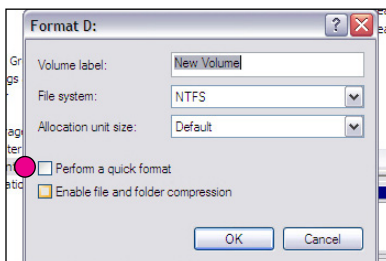 Format D:
Volume label: New Volume
File system: NTFS
Allocation unit size: Default
Perform a quick format
Enable file and folder compression
OK Cancel